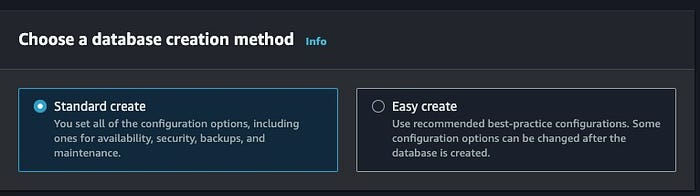 Choose a database creation method Info
Standard create
You set all of the configuration options, including
ones for availability, security, backups, and
maintenance.
Easy create
Use recommended best-practice configurations. Some
configuration options can be changed after the
database is created.